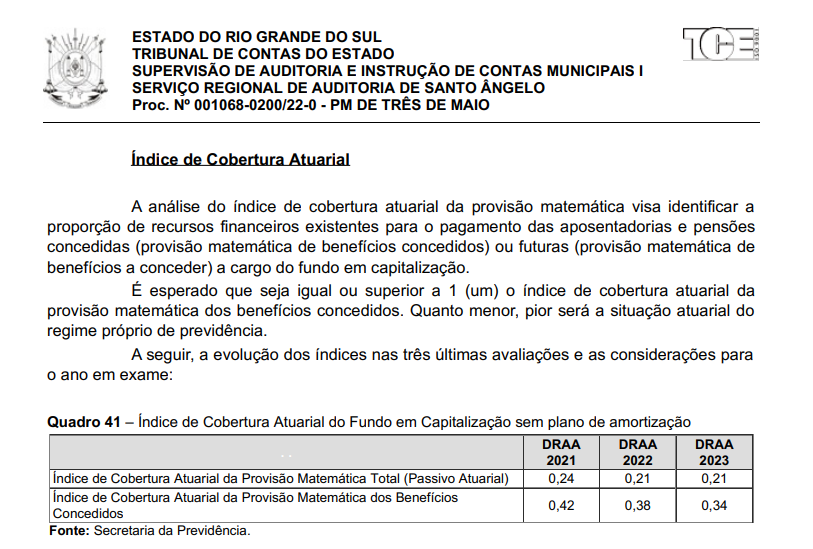 ESTADO DO RIO GRANDE DO SUL
TRIBUNAL DE CONTAS DO ESTADO
SUPERVISÃO DE AUDITORIA E INSTRUÇÃO DE CONTAS MUNICIPAIS I
SERVIÇO REGIONAL DE AUDITORIA DE SANTO ÂNGELO
Proc. Nº 001068-0200/22-0 - PM DE TRÊS DE MAIO
TCE
ISO 9001
Índice de Cobertura Atuarial
A análise do índice de cobertura atuarial da provisão matemática visa identificar a
proporção de recursos financeiros existentes para o pagamento das aposentadorias e pensões
concedidas (provisão matemática de benefícios concedidos) ou futuras (provisão matemática de
benefícios a conceder) a cargo do fundo em capitalização.
É esperado que seja igual ou superior a 1 (um) o índice de cobertura atuarial da
provisão matemática dos benefícios concedidos. Quanto menor, pior será a situação atuarial do
regime próprio de previdência.
A seguir, a evolução dos índices nas três últimas avaliações e as considerações para
o ano em exame:
Quadro 41 – Índice de Cobertura Atuarial do Fundo em Capitalização sem plano de amortização
. . DRAA 2021 DRAA 2022 DRAA 2023
Índice de Cobertura Atuarial da Provisão Matemática Total (Passivo Atuarial) 0,24 0,21 0,21
Índice de Cobertura Atuarial da Provisão Matemática dos Benefícios
Concedidos 0,42 0,38 0,34
Fonte: Secretaria da Previdência.